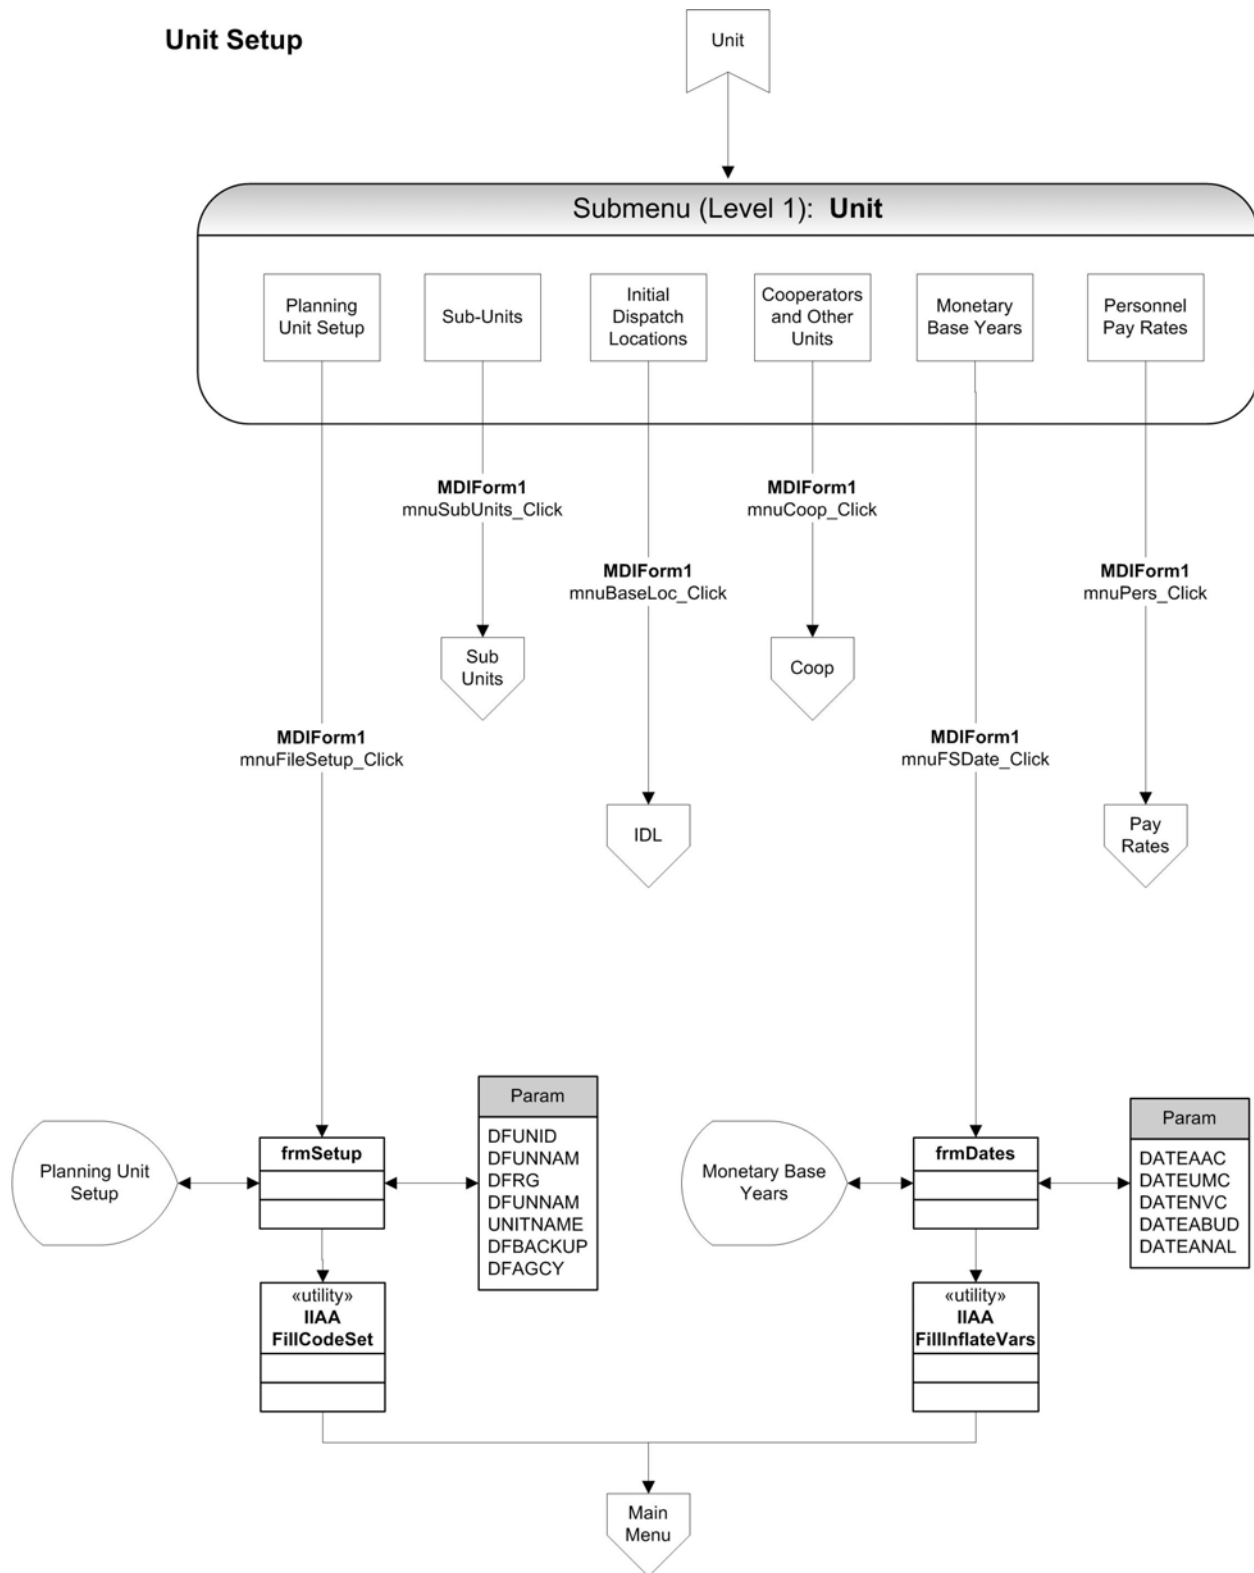 Unit Setup
Unit
Submenu (Level 1): Unit
Planning
Unit Setup
Sub-Units
Initial
Dispatch
Locations
Cooperators
and Other
Units
Monetary
Base Years
Personnel
Pay Rates
MDIForm1
mnuSubUnits_Click
MDIForm1
mnuCoop_Click
MDIForm1
mnuBaseLoc_Click
MDIForm1
mnuPers_Click
Sub
Units
Coop
MDIForm1
mnuFileSetup_Click
MDIForm1
mnuFSDate_Click
IDL
Pay
Rates
Planning Unit
Setup
frmSetup
Param
DFUNID
DFUNNAM
DFRG
DFUNNAM
UNITNAME
DFBACKUP
DFAGCY
Monetary Base
Years
frmDates
Param
DATEAAC
DATEUMC
DATENVC
DATEABUD
DATEANAL
«utility»
IIAA
FillCodeSet
«utility»
IIAA
FillInflateVars
Main
Menu